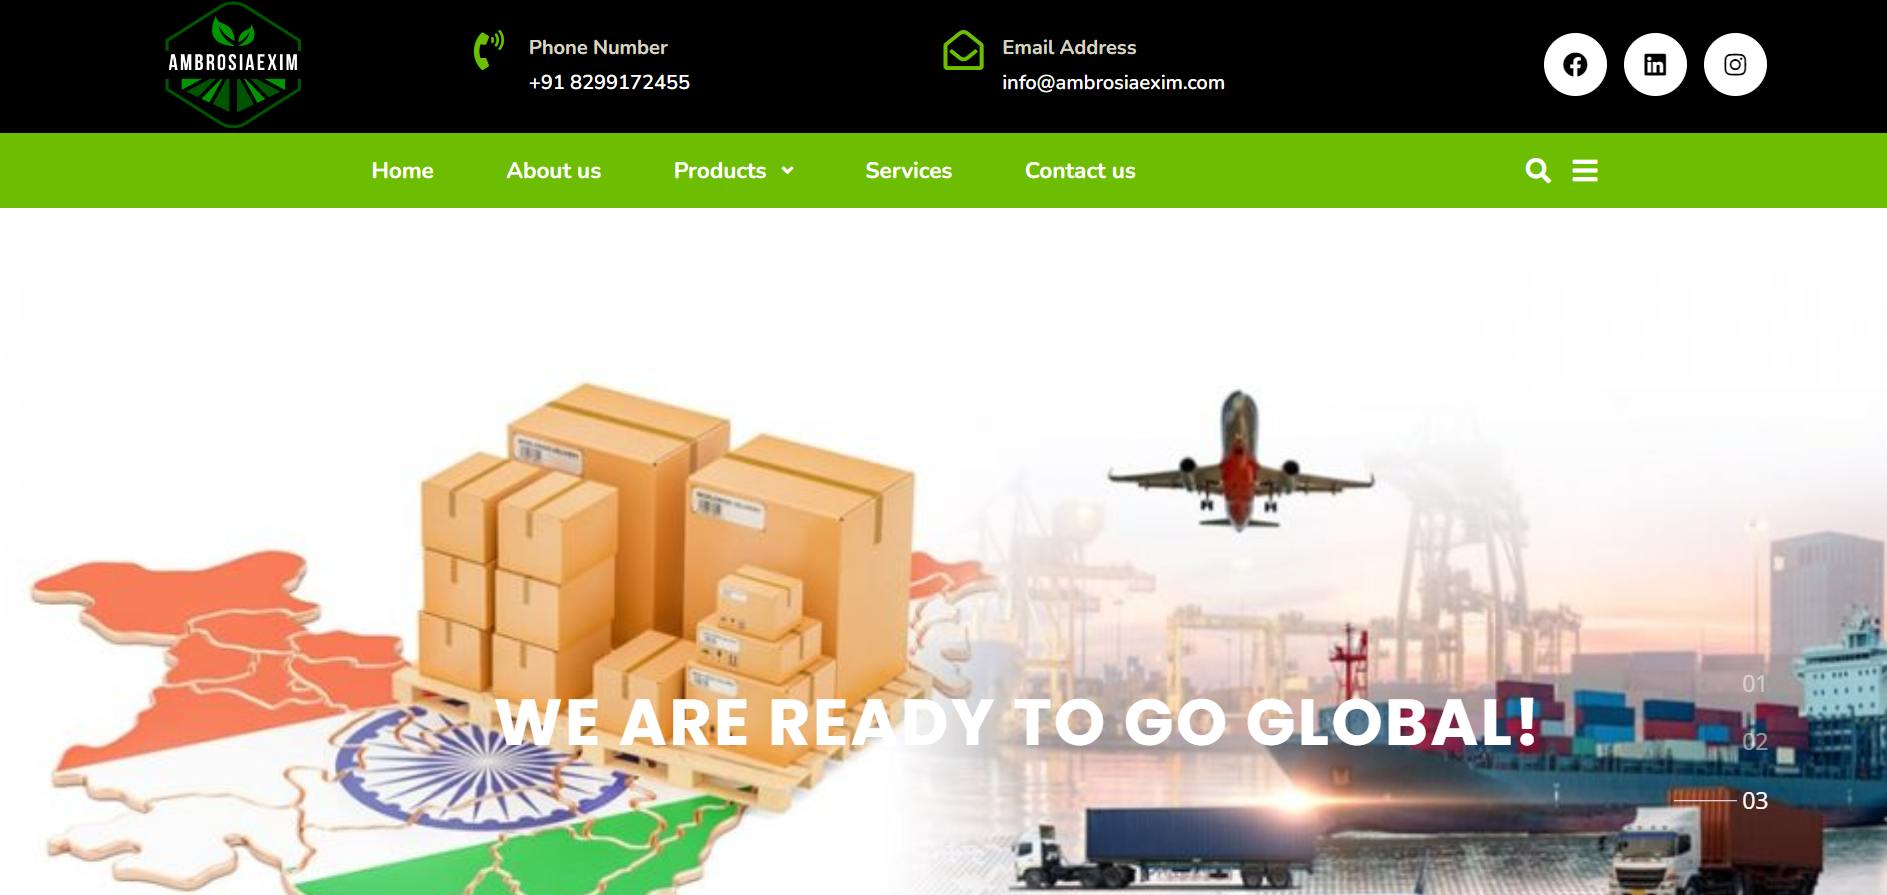 AMBROSIAEXIM
Phone Number
+91 8299172455
Email Address
info@ambrosiaexim.com
Home
About us
Products
Services
Contact us
WE ARE READY TO GO GLOBAL!
01
02
03